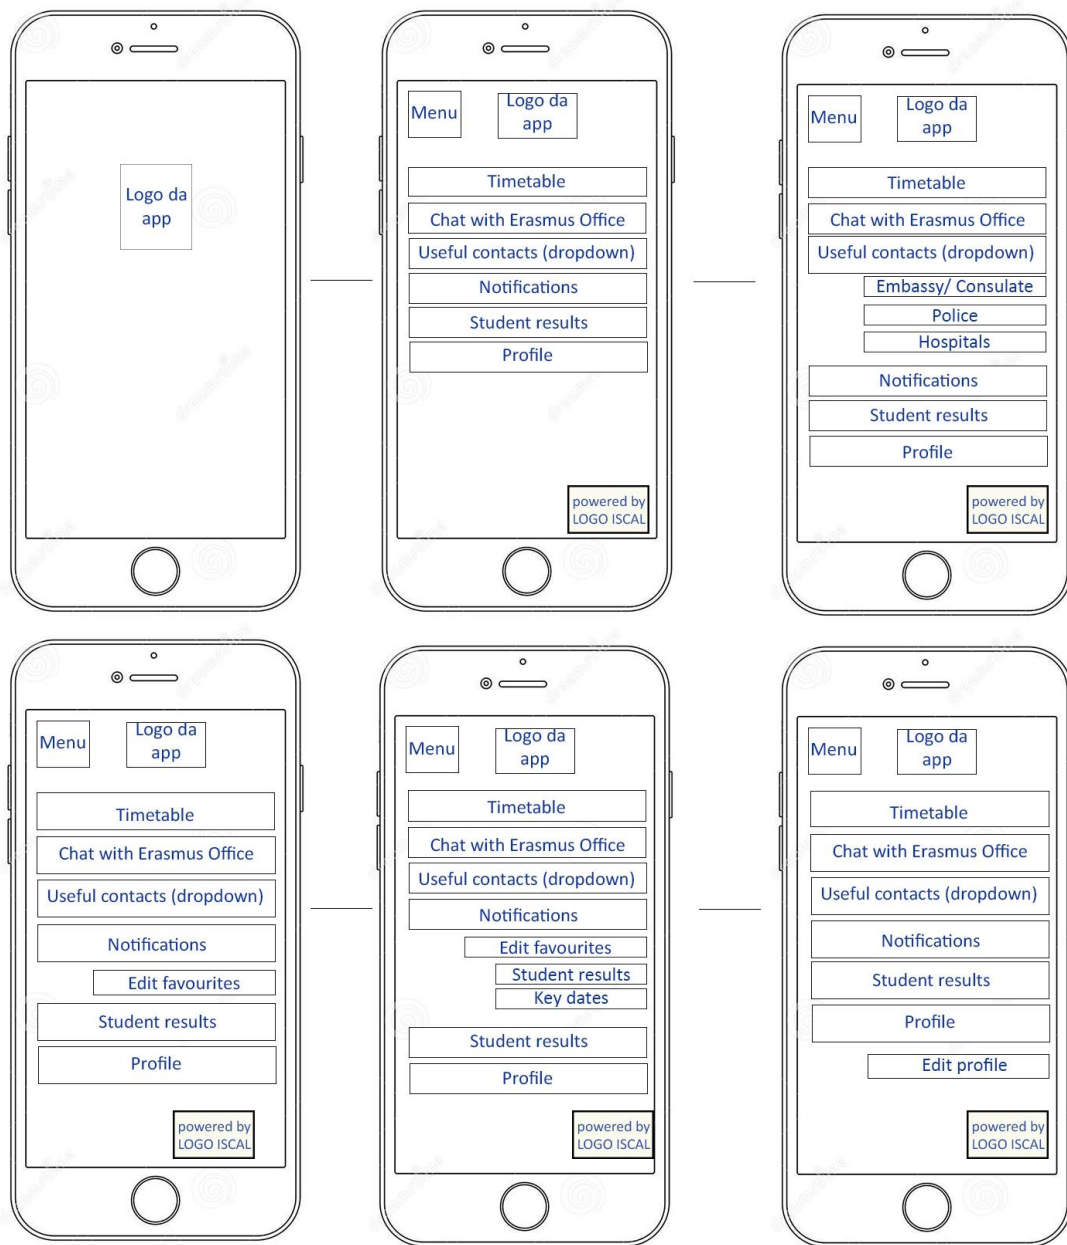 Logo da
app
Menu
Logo da
app
Timetable
Chat with Erasmus Office
Useful contacts (dropdown)
Notifications
Student results
Profile
powered by
LOGO ISCAL
Menu
Logo da
app
Timetable
Chat with Erasmus Office
Useful contacts (dropdown)
Embassy/ Consulate
Police
Hospitals
Notifications
Student results
Profile
powered by
LOGO ISCAL
Menu
Logo da
app
Timetable
Chat with Erasmus Office
Useful contacts (dropdown)
Notifications
Edit favourites
Student results
Profile
powered by
LOGO ISCAL
Menu
Logo da
app
Timetable
Chat with Erasmus Office
Useful contacts (dropdown)
Notifications
Edit favourites
Student results
Key dates
Student results
Profile
powered by
LOGO ISCAL
Menu
Logo da
app
Timetable
Chat with Erasmus Office
Useful contacts (dropdown)
Notifications
Student results
Profile
Edit profile
powered by
LOGO ISCAL